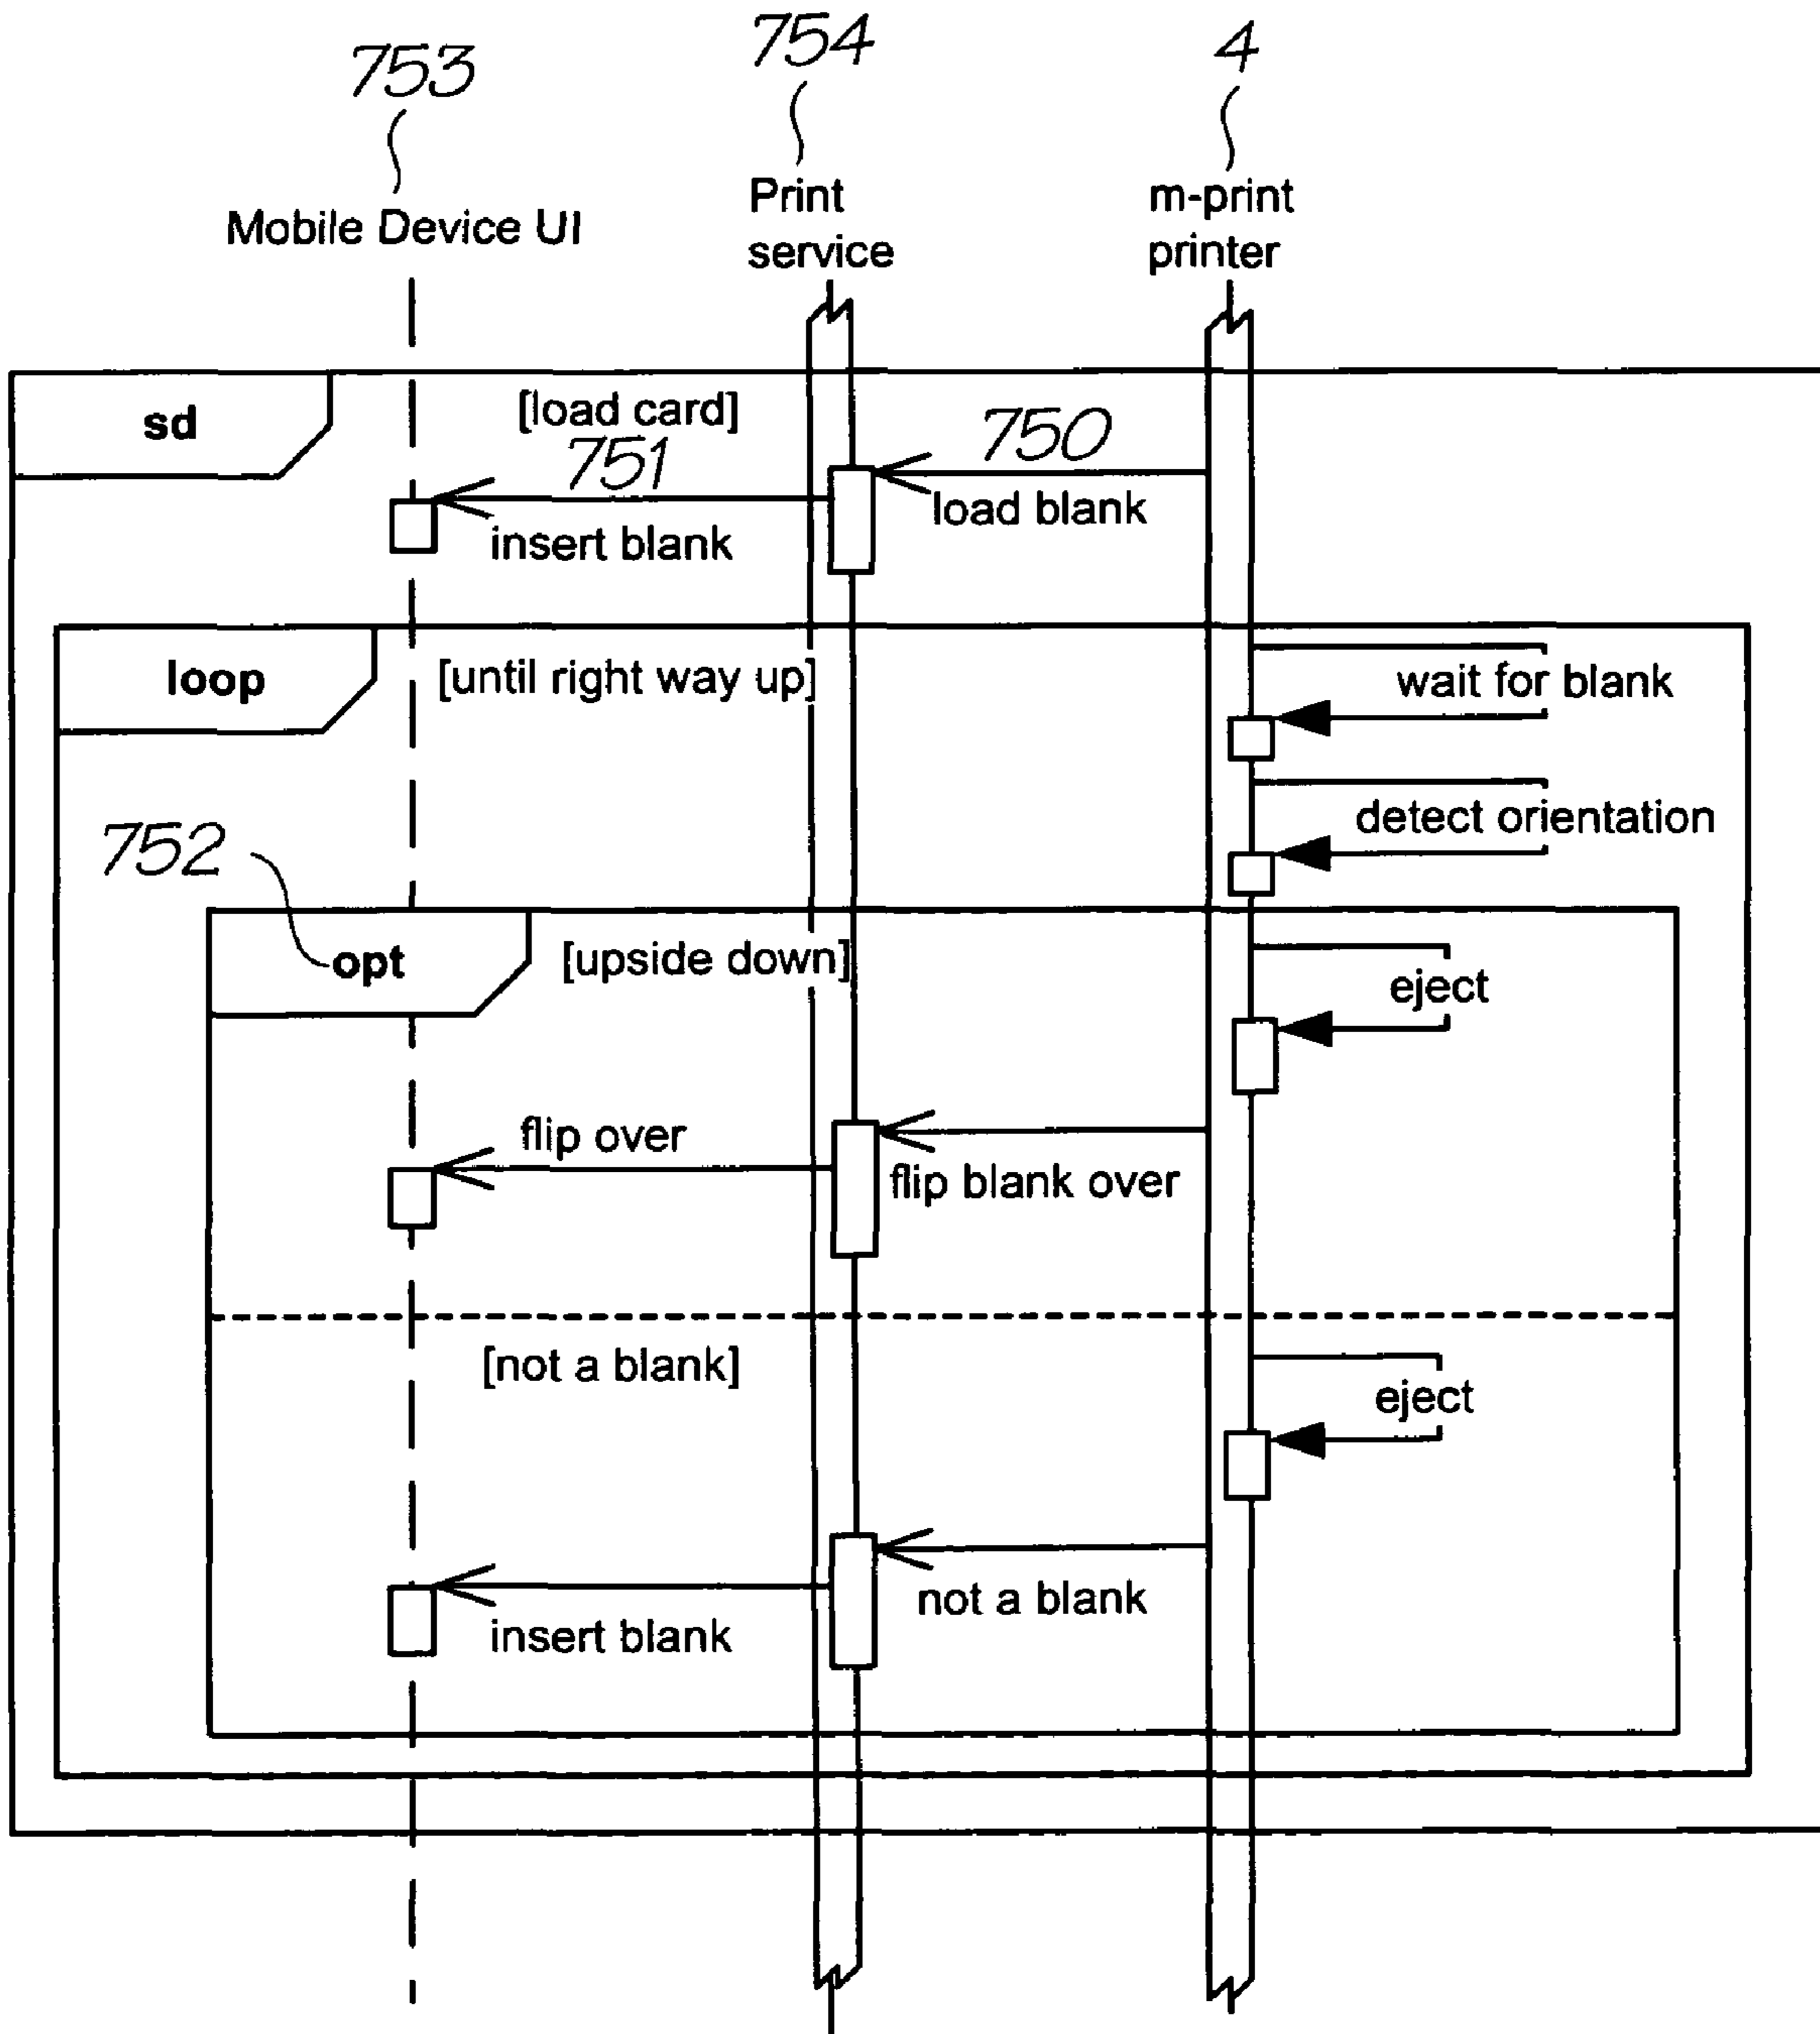 753
754
4
Mobile Device UI
Print
service
m-print
printer
sd
[load card]
751
750
insert blank
load blank
loop
[until right way up]
wait for blank
detect orientation
752
opt
[upside down]
eject
flip over
flip blank over
[not a blank]
eject
not a blank
insert blank